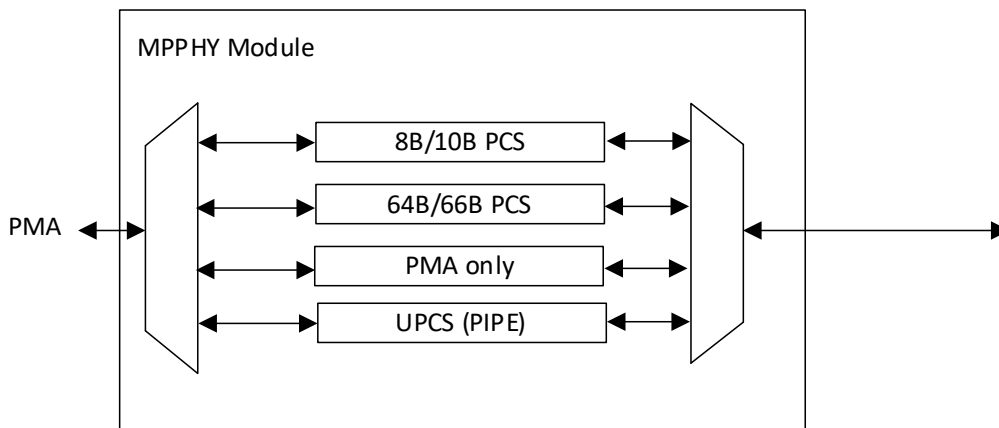 MPPHY Module
8B/10B PCS
64B/66B PCS
PMA
PMA only
UPCS (PIPE)